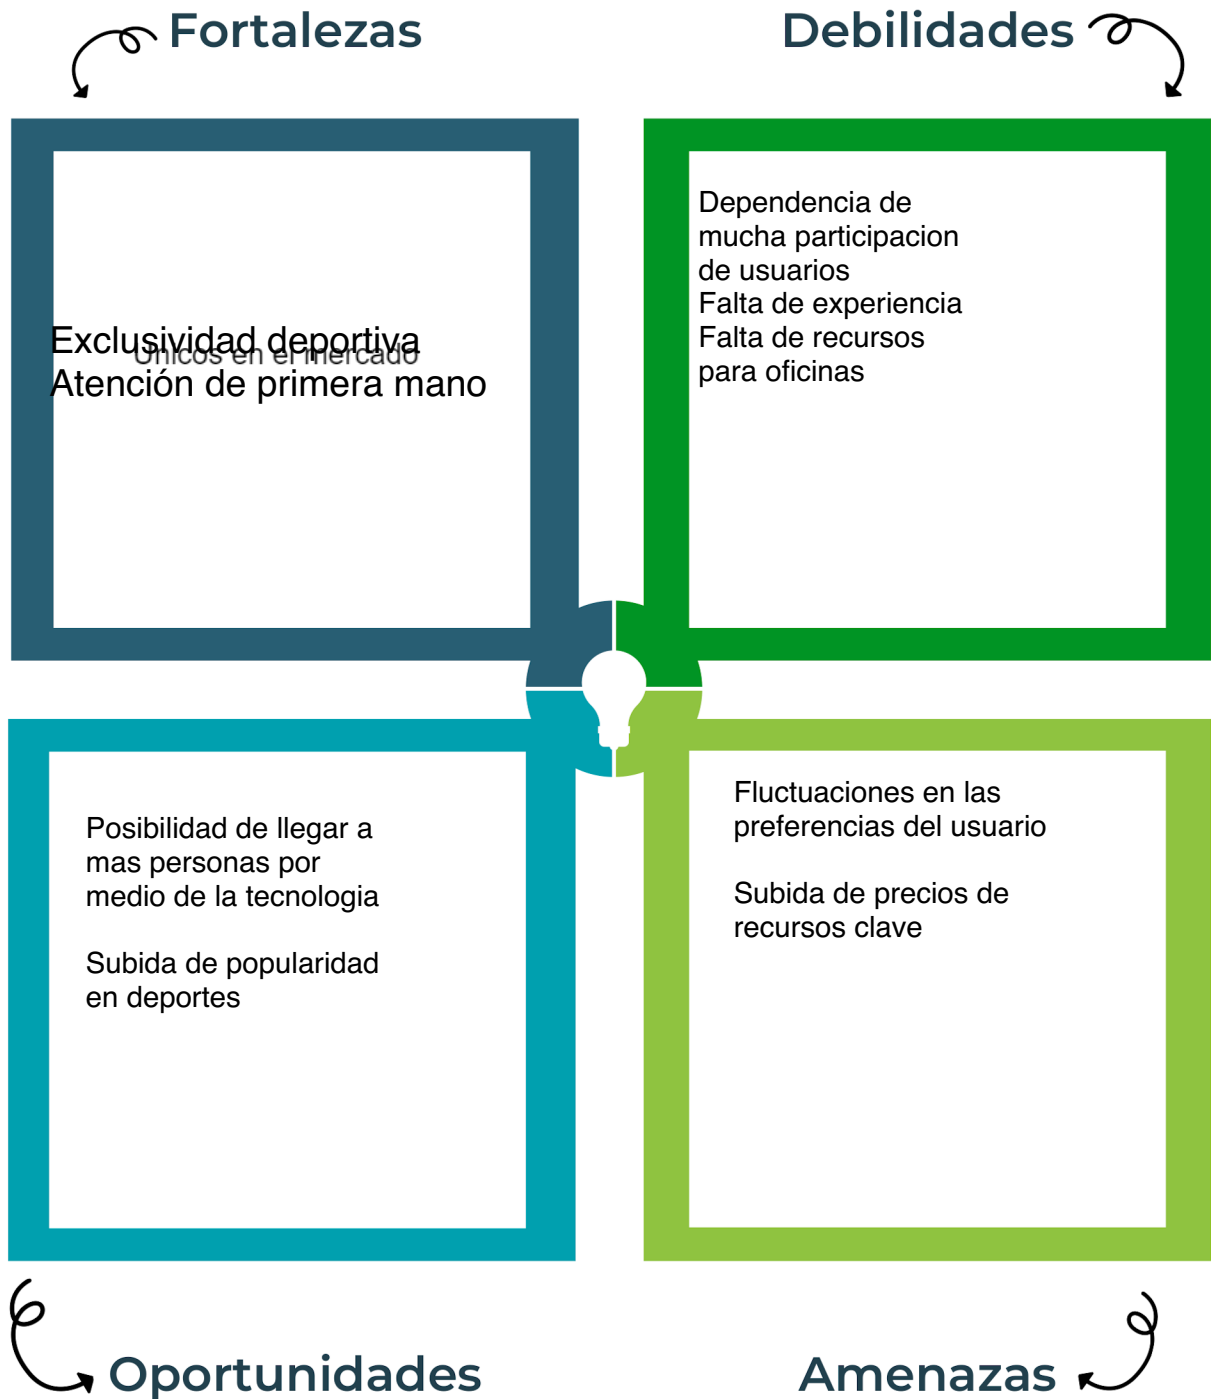 Fortalezas
Debilidades
Exclusividad deportiva
Unicos en el mercado
Atención de primera mano
Dependencia de
mucha participacion
de usuarios
Falta de experiencia
Falta de recursos
para oficinas
Posibilidad de llegar a
mas personas por
medio de la tecnologia
Subida de popularidad
en deportes
Fluctuaciones en las
preferencias del usuario
Subida de precios de
recursos clave
Oportunidades
Amenazas